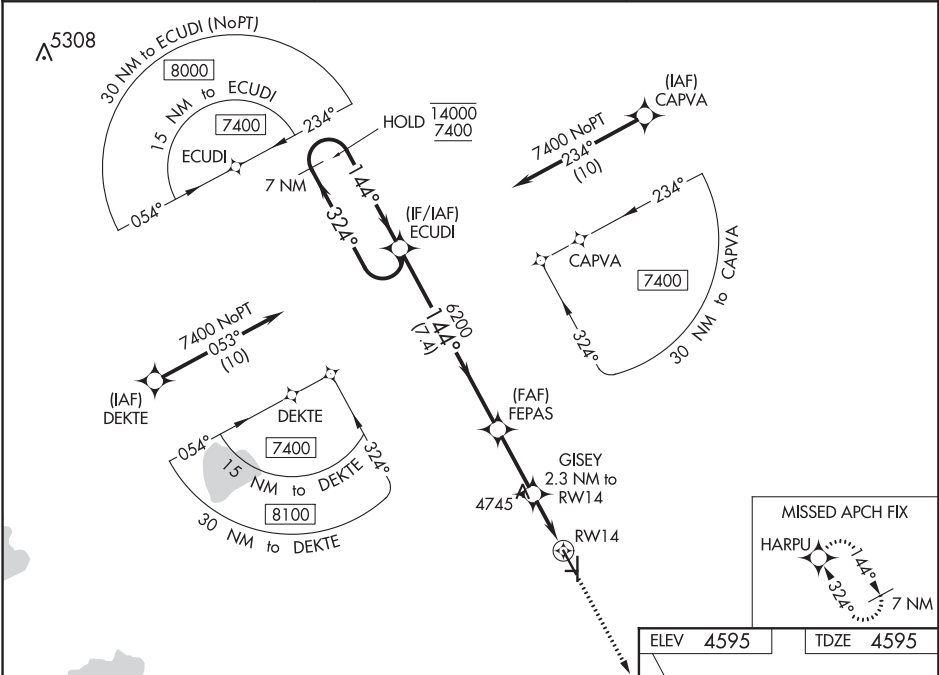 5308
30 NM to ECUDI (NoPT)
8000
15 NM to ECUDI
7400
234°
ECUDI
054°
HOLD 14000
7400
7 NM
144°
324°
(IF/IAF)
ECUDI
(IAF)
CAPVA
7400 NoPT
234°
(10)
234°
CAPVA
7400
324°
30 NM to CAPVA
6200
144°
(7.4)
7400 NoPT
053°
(10)
(IAF)
DEKTE
DEKTE
054°
7400
324°
15 NM to DEKTE
8100
30 NM to DEKTE
(FAF)
FEPAS
GISEY
2.3 NM to
RW14
4745
RW14
MISSED APCH FIX
HARPU
144°
324°
7 NM
ELEV 4595
TDZE 4595